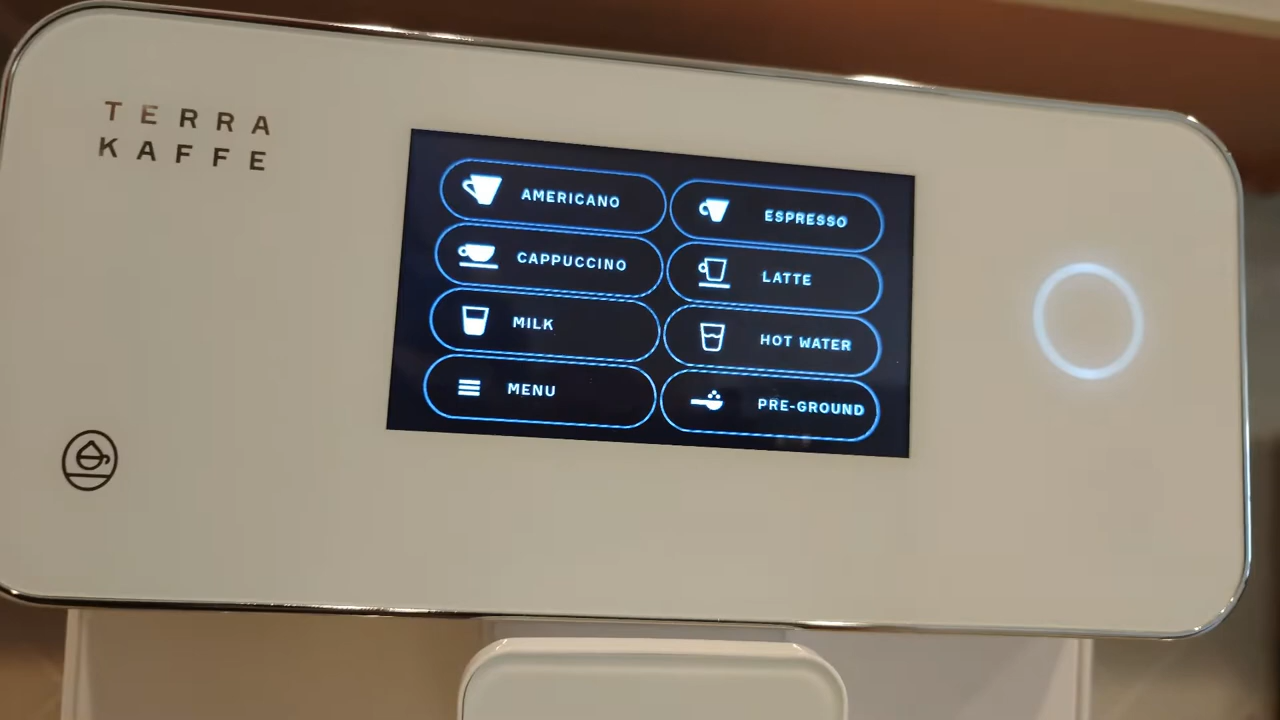 TERRA
KAFFE
AMERICANO
ESPRESSO
CAPPUCCINO
LATTE
MILK
HOT WATER
MENU
PRE-GROUND